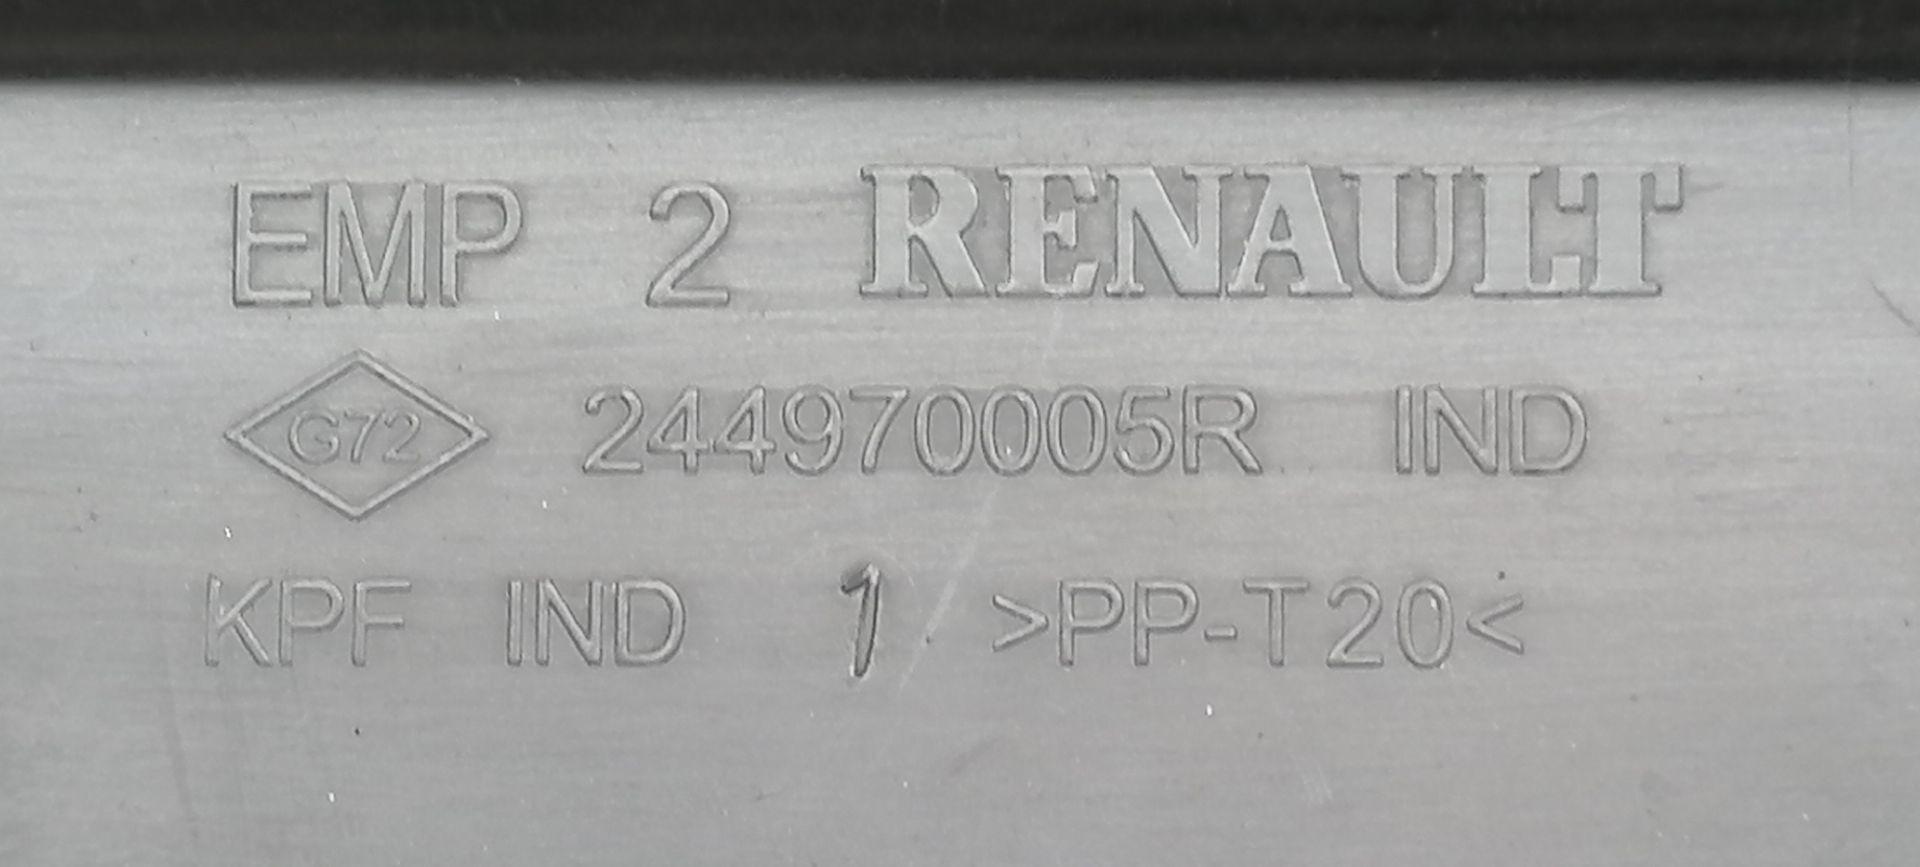 EMP 2 RENAULT
G72 244970005R IND
KPF IND 1 >PP-T20<